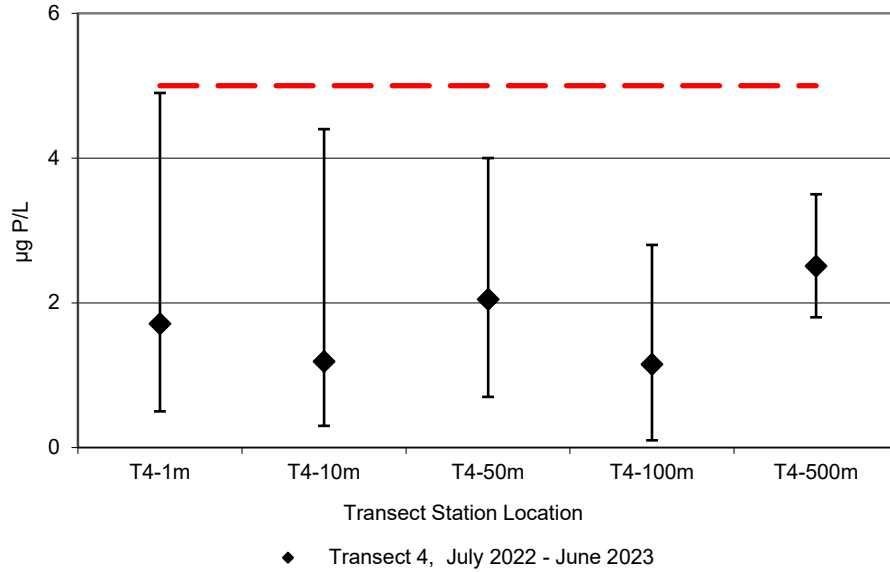 6
4
2
0
µg P/L
T4-1m T4-10m T4-50m T4-100m T4-500m
Transect Station Location
Transect 4, July 2022 - June 2023